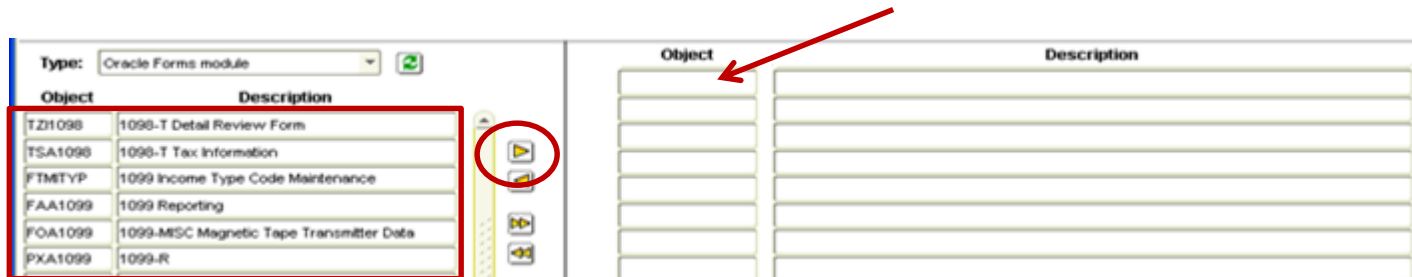 Type: Oracle Forms module
Object Description
TZI1098 1098-T Detail Review Form
TSA1098 1098-T Tax Information
FTMITYP 1099 Income Type Code Maintenance
FAA1099 1099 Reporting
FOA1099 1099-MISC Magnetic Tape Transmitter Data
PXA1099 1099-R
Object Description